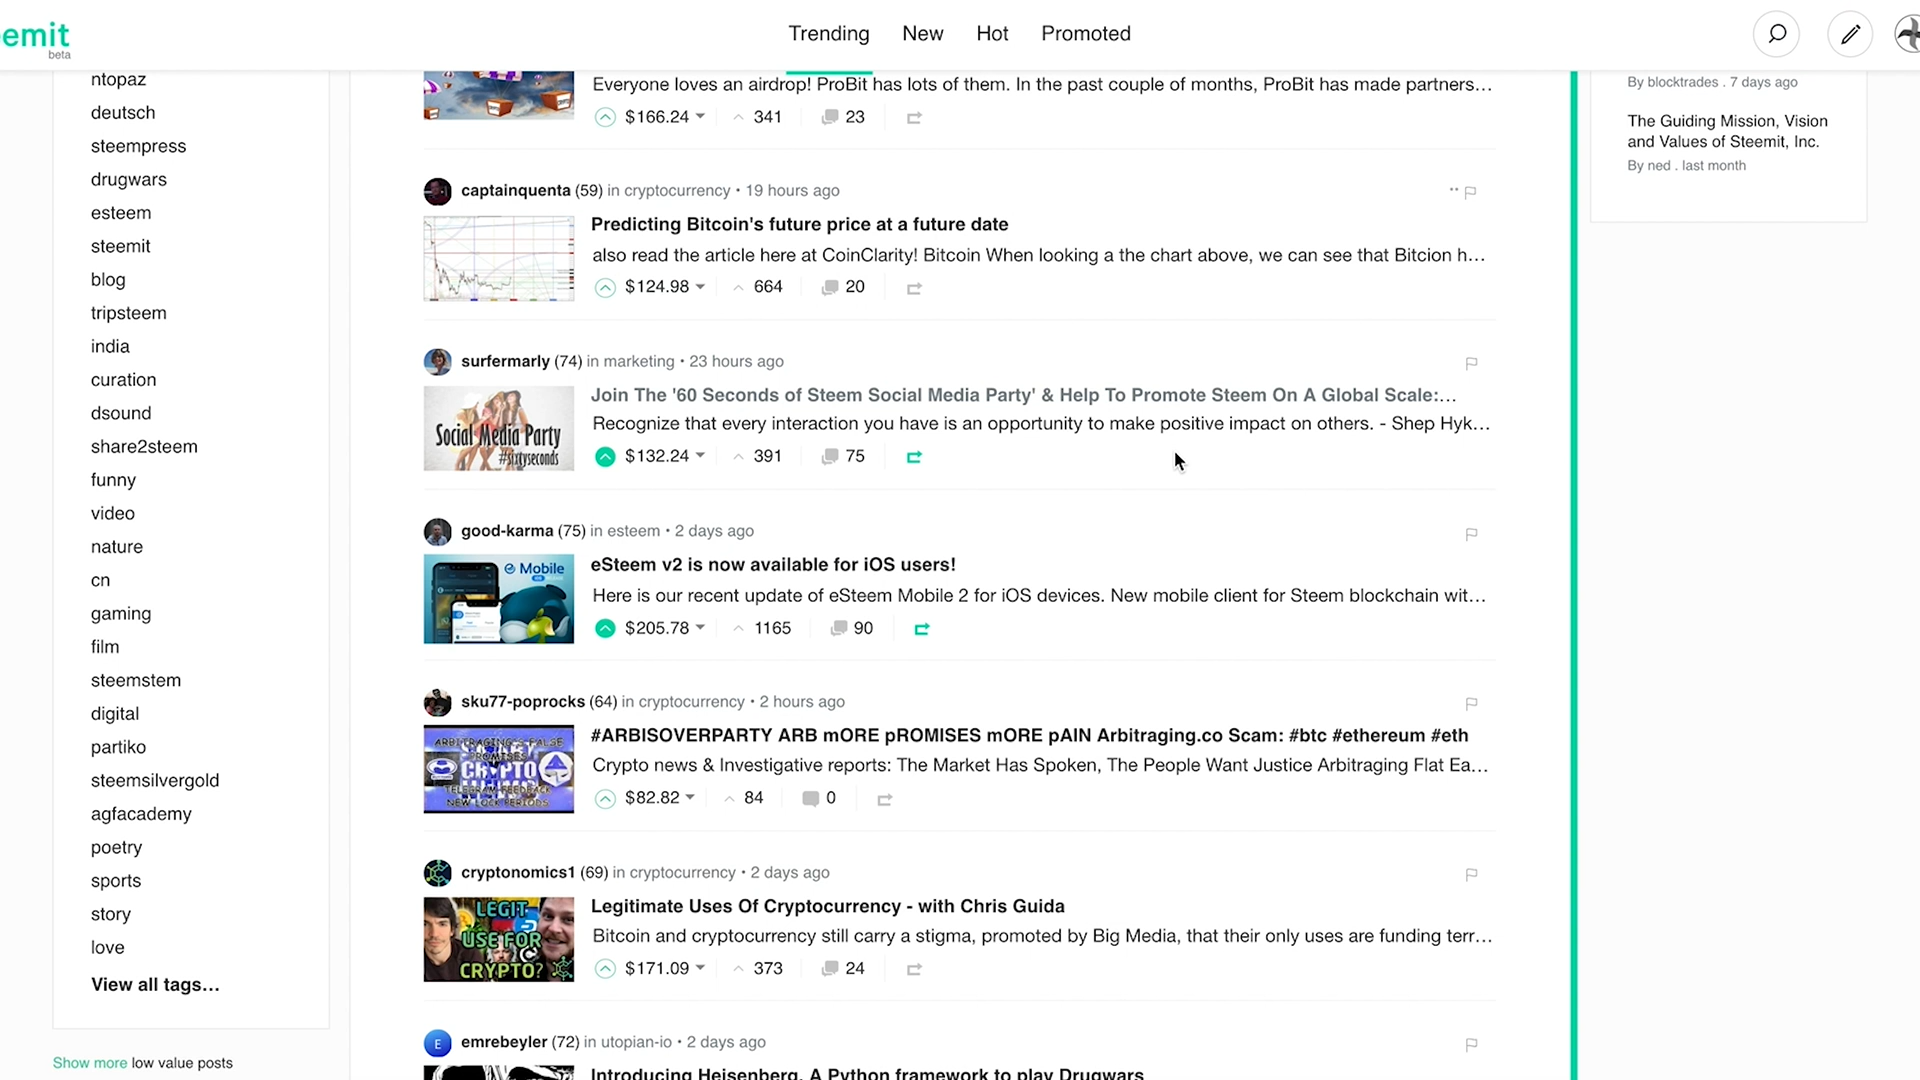 emit
beta
Trending New Hot Promoted
ntopaz
deutsch
steempress
drugwars
esteem
steemit
blog
tripsteem
india
curation
dsound
share2steem
funny
video
nature
cn
gaming
film
steemstem
digital
partiko
steemsilvergold
agfacademy
poetry
sports
story
love
View all tags...
Show more low value posts
Everyone loves an airdrop! ProBit has lots of them. In the past couple of months, ProBit has made partners...
$166.24 341 23
captainquenta (59) in cryptocurrency • 19 hours ago
Predicting Bitcoin's future price at a future date
also read the article here at CoinClarity! Bitcoin When looking a the chart above, we can see that Bitcion h...
$124.98 664 20
surfermarly (74) in marketing • 23 hours ago
Social Media Party
#sixtyseconds
Join The '60 Seconds of Steem Social Media Party' & Help To Promote Steem On A Global Scale:...
Recognize that every interaction you have is an opportunity to make positive impact on others. - Shep Hyk...
$132.24 391 75
good-karma (75) in esteem • 2 days ago
Mobile
eSteem v2 is now available for iOS users!
Here is our recent update of eSteem Mobile 2 for iOS devices. New mobile client for Steem blockchain wit...
$205.78 1165 90
sku77-poprocks (64) in cryptocurrency • 2 hours ago
ARBITRAGING'S FALSE
PROMISES
CRYPTO
TELEGRAM FEEDBACK
NEW LOCK PERIODS
#ARBISOVERPARTY ARB mORE pROMISES mORE pAIN Arbitraging.co Scam: #btc #ethereum #eth
Crypto news & Investigative reports: The Market Has Spoken, The People Want Justice Arbitraging Flat Ea...
$82.82 84 0
cryptonomics1 (69) in cryptocurrency • 2 days ago
LEGIT
USE FOR
CRYPTO?
Legitimate Uses Of Cryptocurrency - with Chris Guida
Bitcoin and cryptocurrency still carry a stigma, promoted by Big Media, that their only uses are funding terr...
$171.09 373 24
E
emrebeyler (72) in utopian-io • 2 days ago
Introducing Heisenberg, A Python framework to play Drugwars
By blocktrades . 7 days ago
The Guiding Mission, Vision
and Values of Steemit, Inc.
By ned . last month